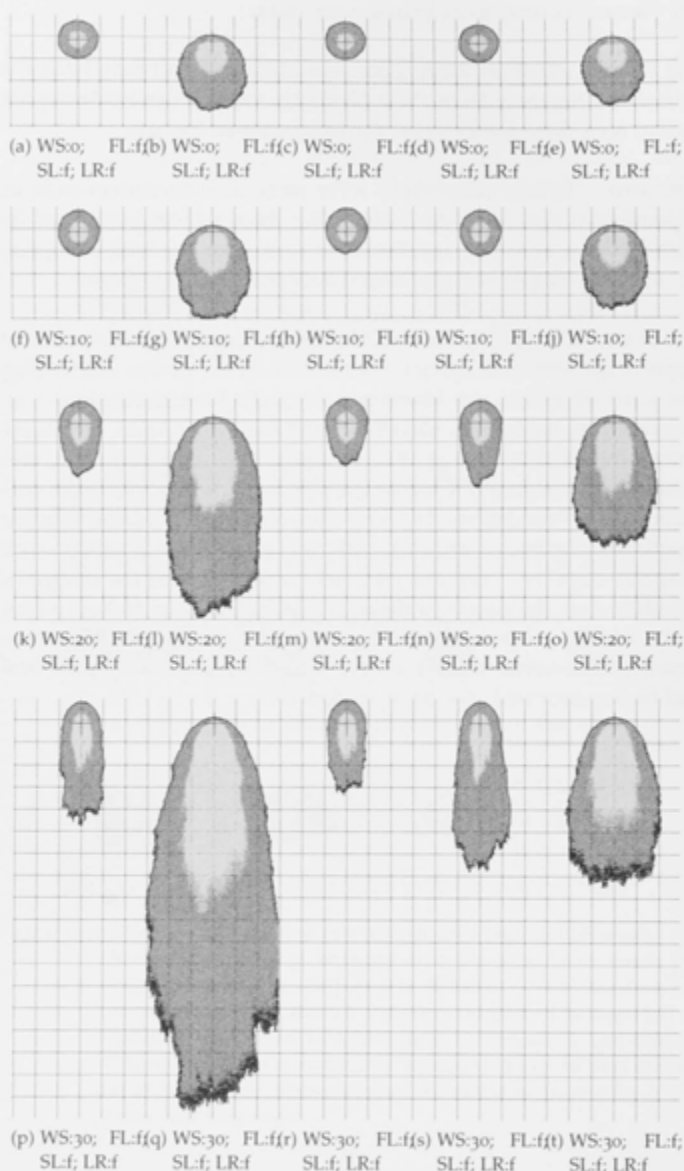 (a) WS:0; FL:f;(b) WS:0; FL:f;(c) WS:0; FL:f;(d) WS:0; FL:f;(e) WS:0; FL:f;
SL:f; LR:f SL:f; LR:f SL:f; LR:f SL:f; LR:f SL:f; LR:f
(f) WS:10; FL:f;(g) WS:10; FL:f;(h) WS:10; FL:f;(i) WS:10; FL:f;(j) WS:10; FL:f;
SL:f; LR:f SL:f; LR:f SL:f; LR:f SL:f; LR:f SL:f; LR:f
(k) WS:20; FL:f;(l) WS:20; FL:f;(m) WS:20; FL:f;(n) WS:20; FL:f;(o) WS:20; FL:f;
SL:f; LR:f SL:f; LR:f SL:f; LR:f SL:f; LR:f SL:f; LR:f
(p) WS:30; FL:f;(q) WS:30; FL:f;(r) WS:30; FL:f;(s) WS:30; FL:f;(t) WS:30; FL:f;
SL:f; LR:f SL:f; LR:f SL:f; LR:f SL:f; LR:f SL:f; LR:f